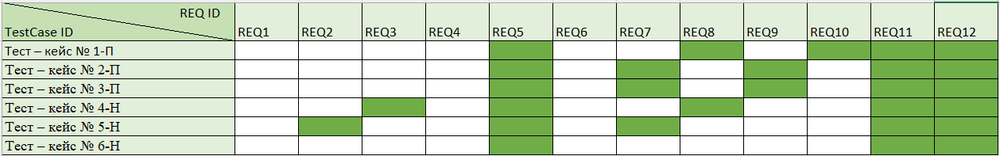 REQ ID
TestCase ID REQ1 REQ2 REQ3 REQ4 REQ5 REQ6 REQ7 REQ8 REQ9 REQ10 REQ11 REQ12
Тест – кейс № 1-П
Тест – кейс № 2-П
Тест – кейс № 3-П
Тест – кейс № 4-Н
Тест – кейс № 5-Н
Тест – кейс № 6-Н